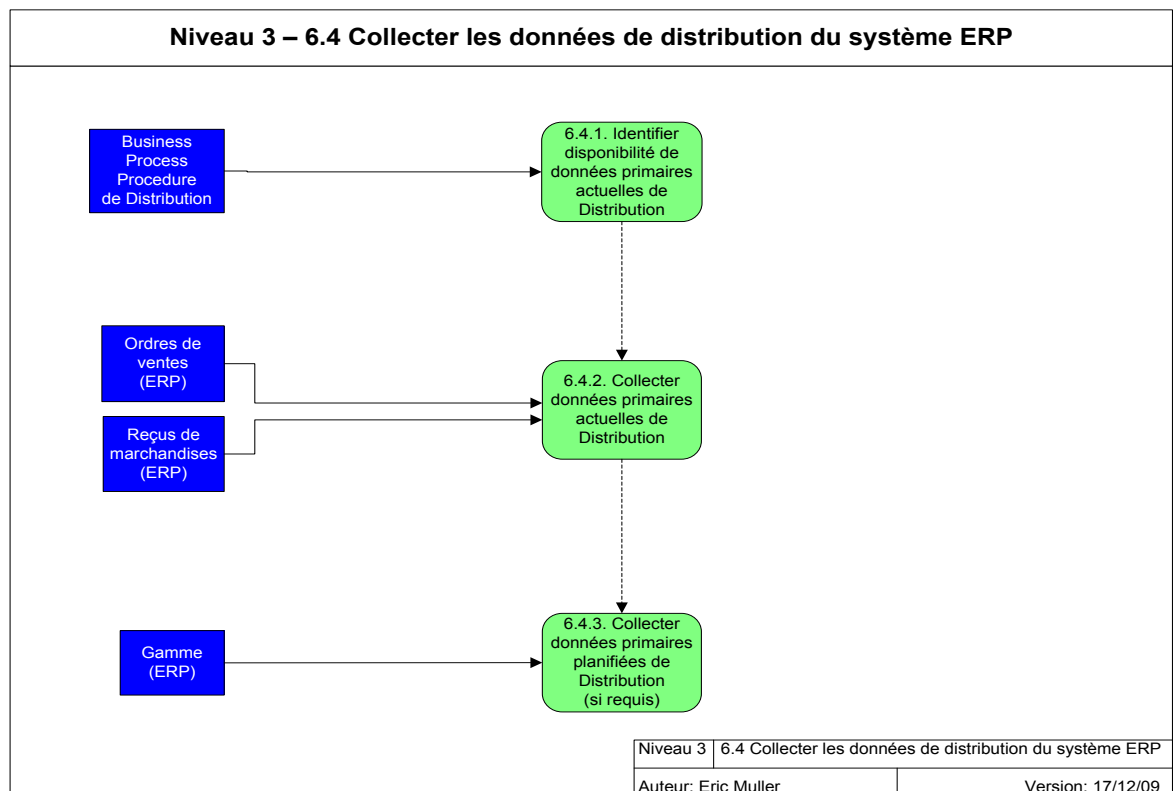 Niveau 3 – 6.4 Collecter les données de distribution du système ERP
Business
Process
Procedure
de Distribution
6.4.1. Identifier
disponibilité de
données primaires
actuelles de
Distribution
Ordres de
ventes
(ERP)
Reçus de
marchandises
(ERP)
6.4.2. Collecter
données primaires
actuelles de
Distribution
Gamme
(ERP)
6.4.3. Collecter
données primaires
planifiées de
Distribution
(si requis)
Niveau 3 6.4 Collecter les données de distribution du système ERP
Auteur: Eric Muller Version: 17/12/09